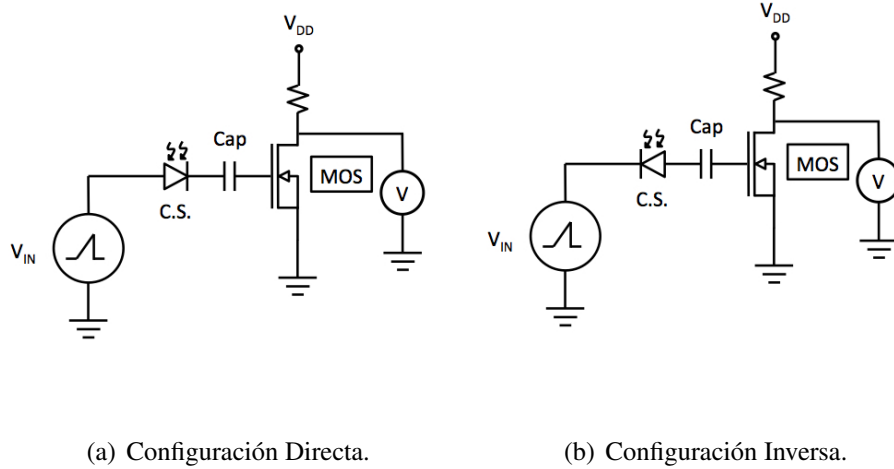 V_DD
Cap
MOS
C.S.
V
V_IN
V_DD
Cap
MOS
C.S.
V
V_IN
(a) Configuración Directa.
(b) Configuración Inversa.